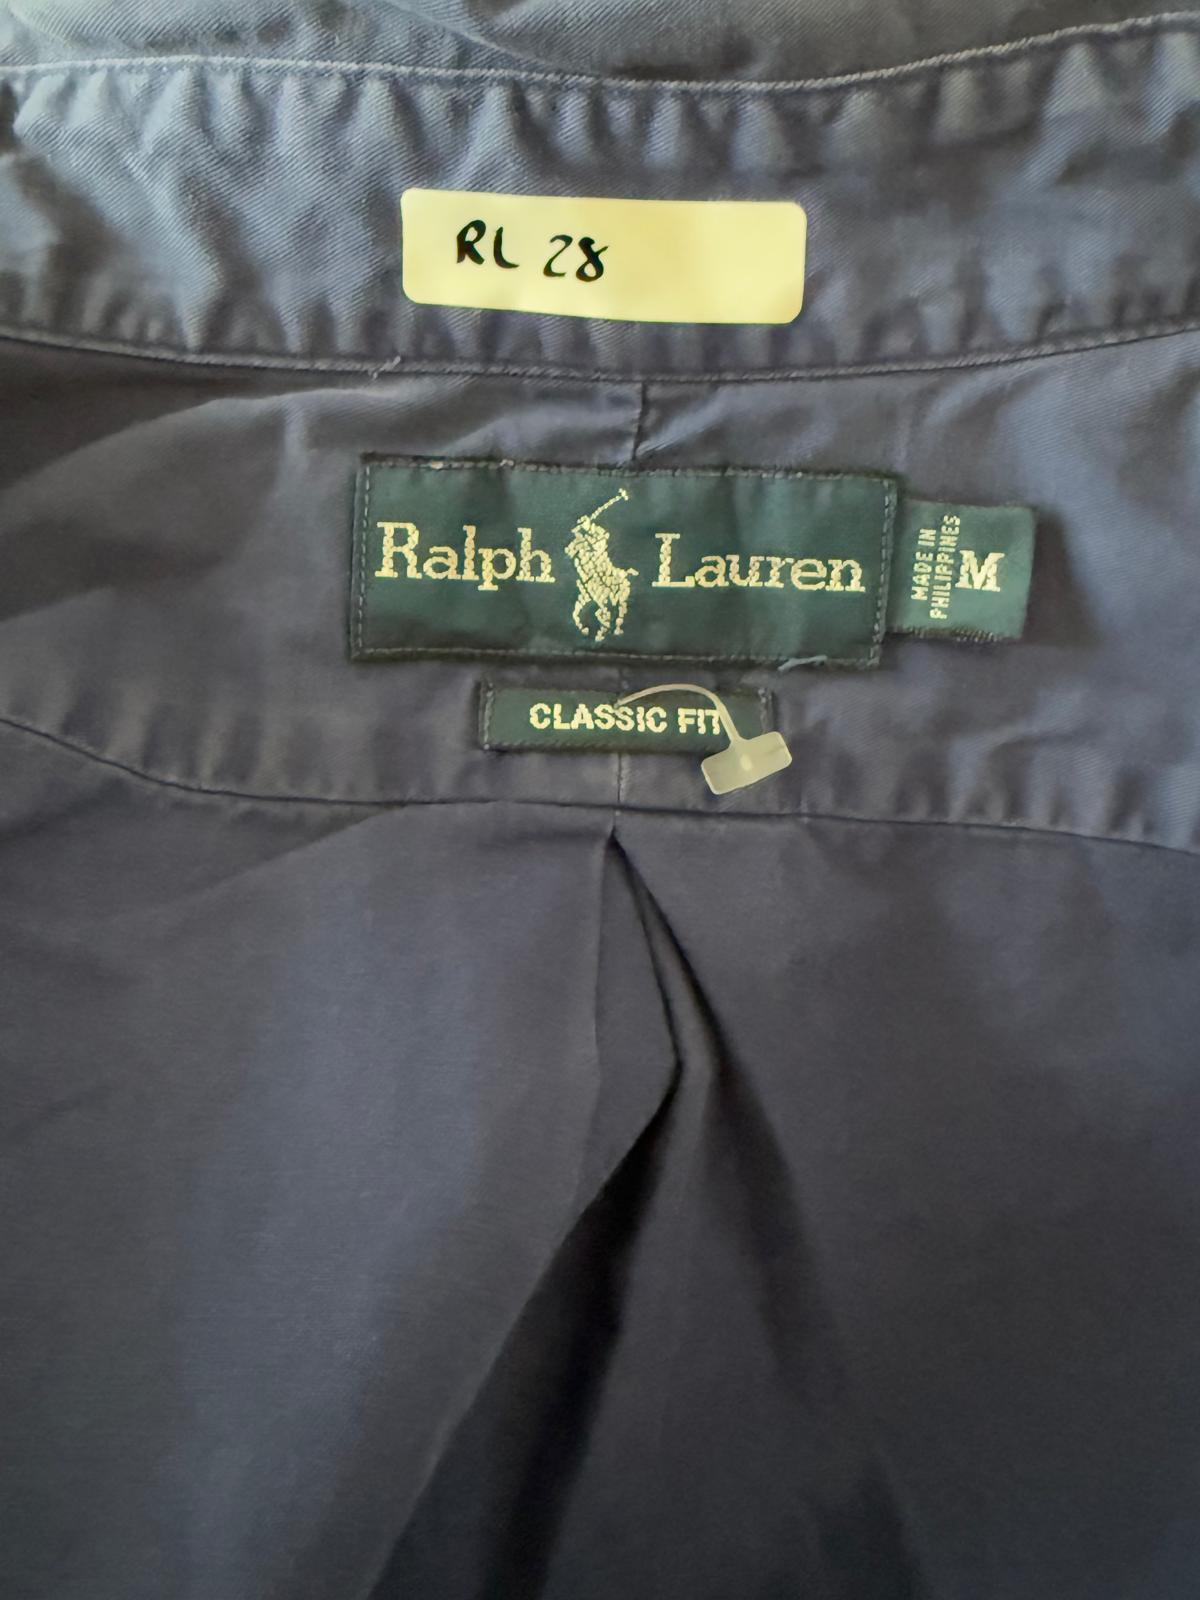 RL 28
Ralph Lauren
MADE IN
PHILIPPINES
M
CLASSIC FIT